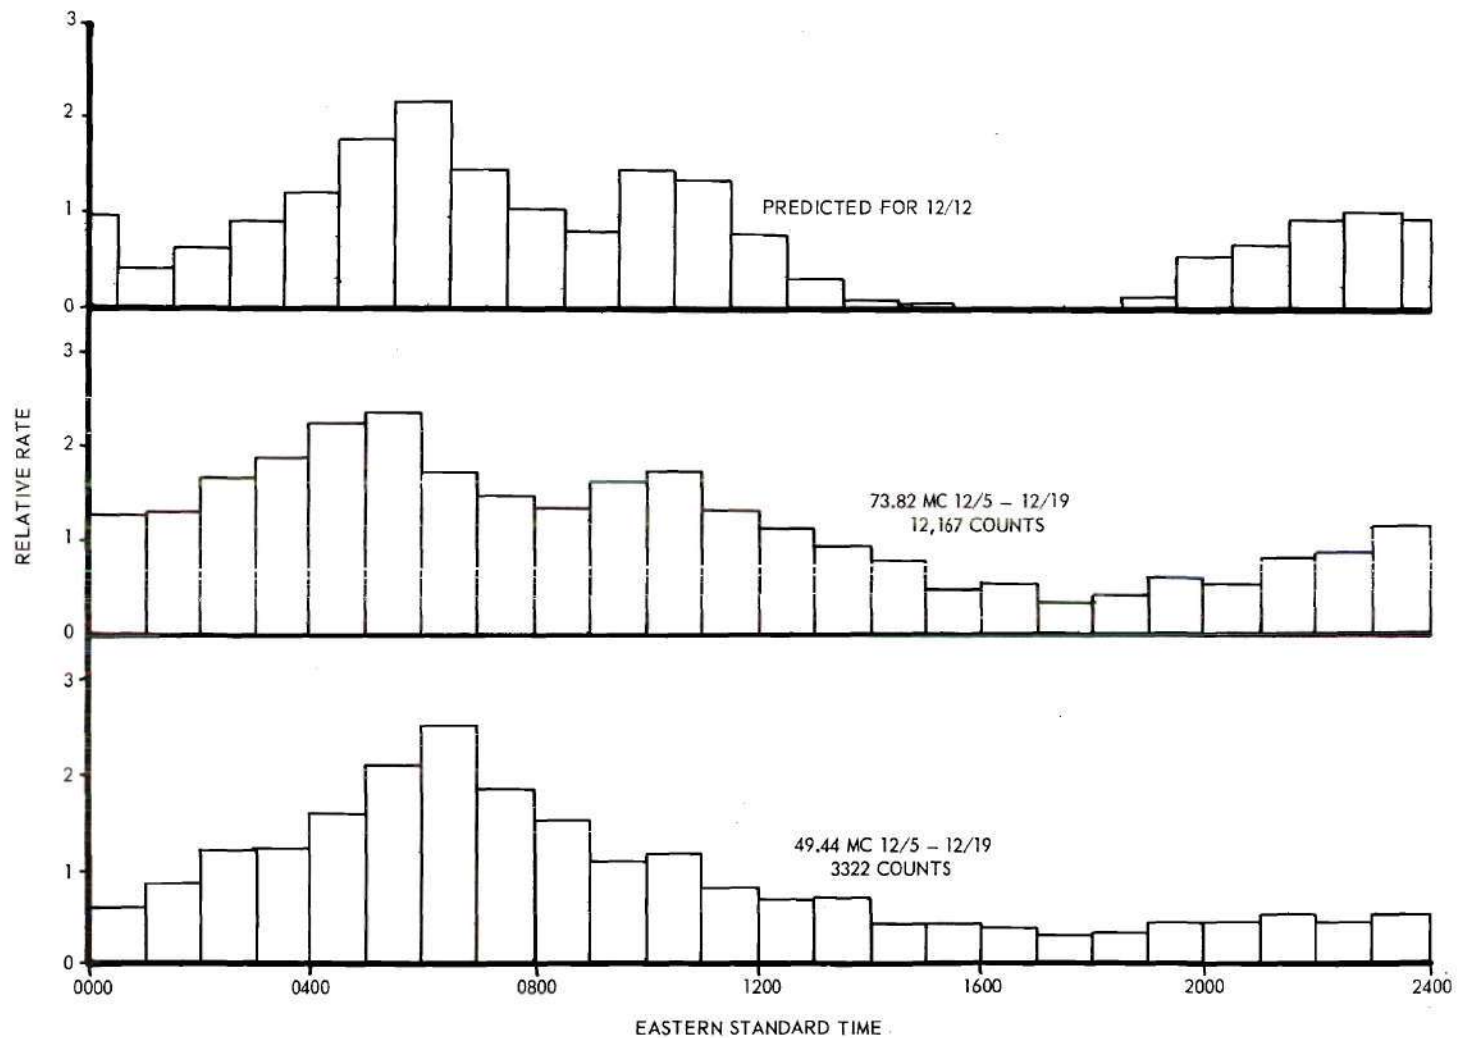 3
2
1
0
PREDICTED FOR 12/12
3
2
1
0
73.82 MC 12/5 – 12/19
12,167 COUNTS
RELATIVE RATE
3
2
1
0
49.44 MC 12/5 – 12/19
3322 COUNTS
0000 0400 0800 1200 1600 2000 2400
EASTERN STANDARD TIME